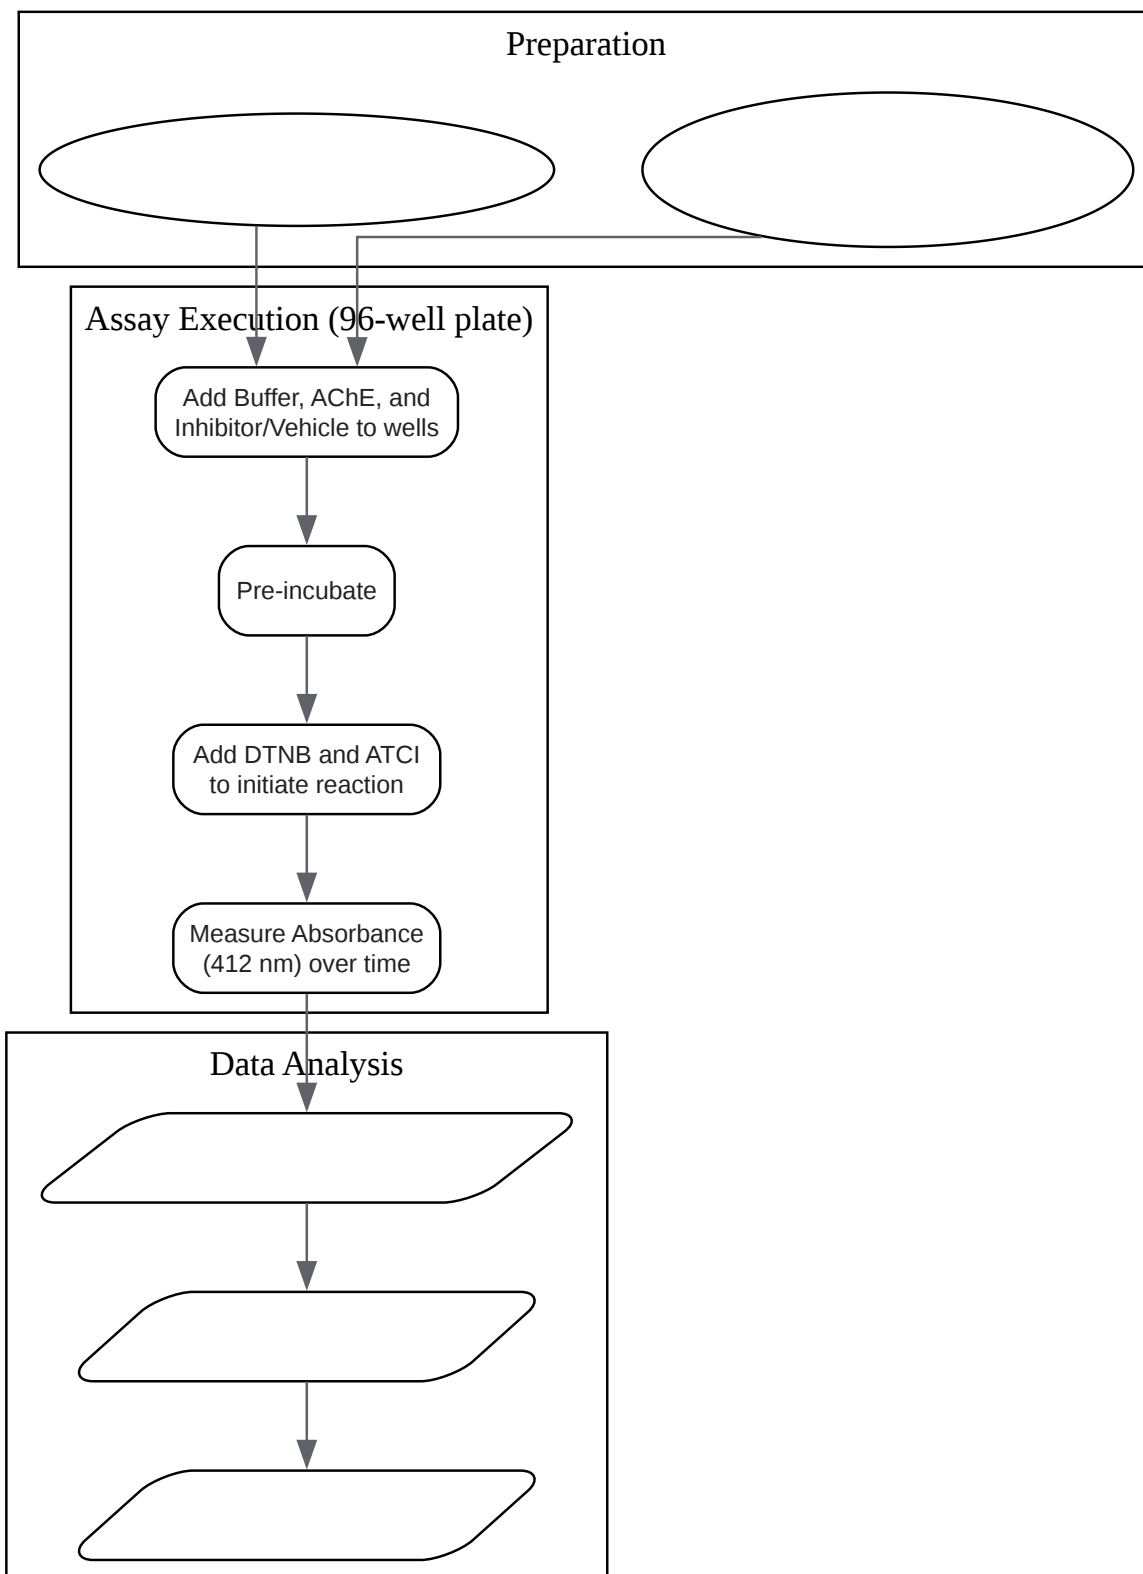 Preparation
Assay Execution (96-well plate)
Add Buffer, AChE, and
Inhibitor/Vehicle to wells
Pre-incubate
Add DTNB and ATCI
to initiate reaction
Measure Absorbance
(412 nm) over time
Data Analysis